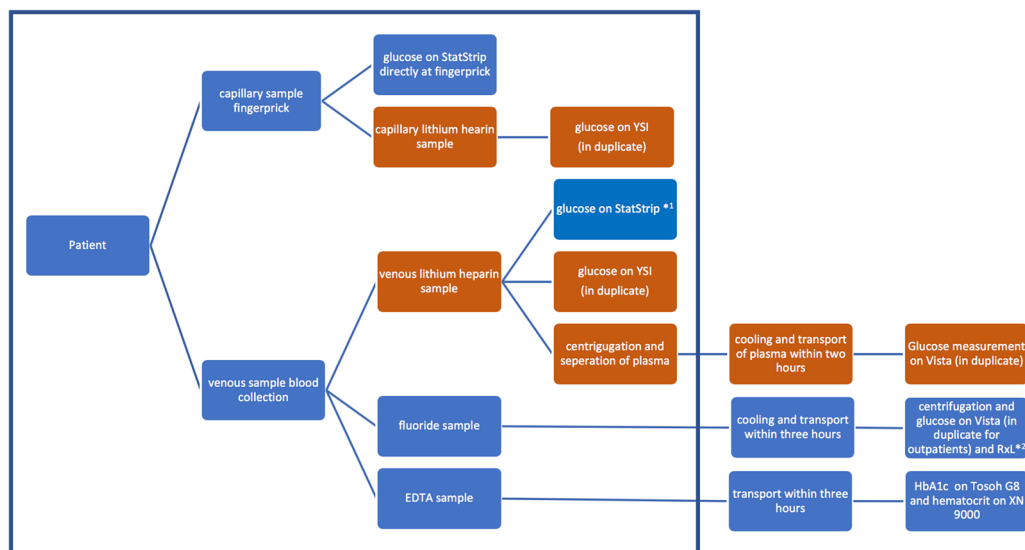 glucose on StatStrip
directly at fingerprick
capillary sample
fingerprick
capillary lithium hearin
sample
glucose on YSI
(in duplicate)
glucose on StatStrip *1
Patient
venous lithium heparin
sample
glucose on YSI
(in duplicate)
centrigugation and
seperation of plasma
cooling and transport
of plasma within two
hours
Glucose measurement
on Vista (in duplicate)
venous sample blood
collection
fluoride sample
cooling and transport
within three hours
centrifugation and
glucose on Vista (in
duplicate for
outpatients) and RxL*2
EDTA sample
transport within three
hours
HbA1c on Tosoh G8
and hematocrit on XN
9000